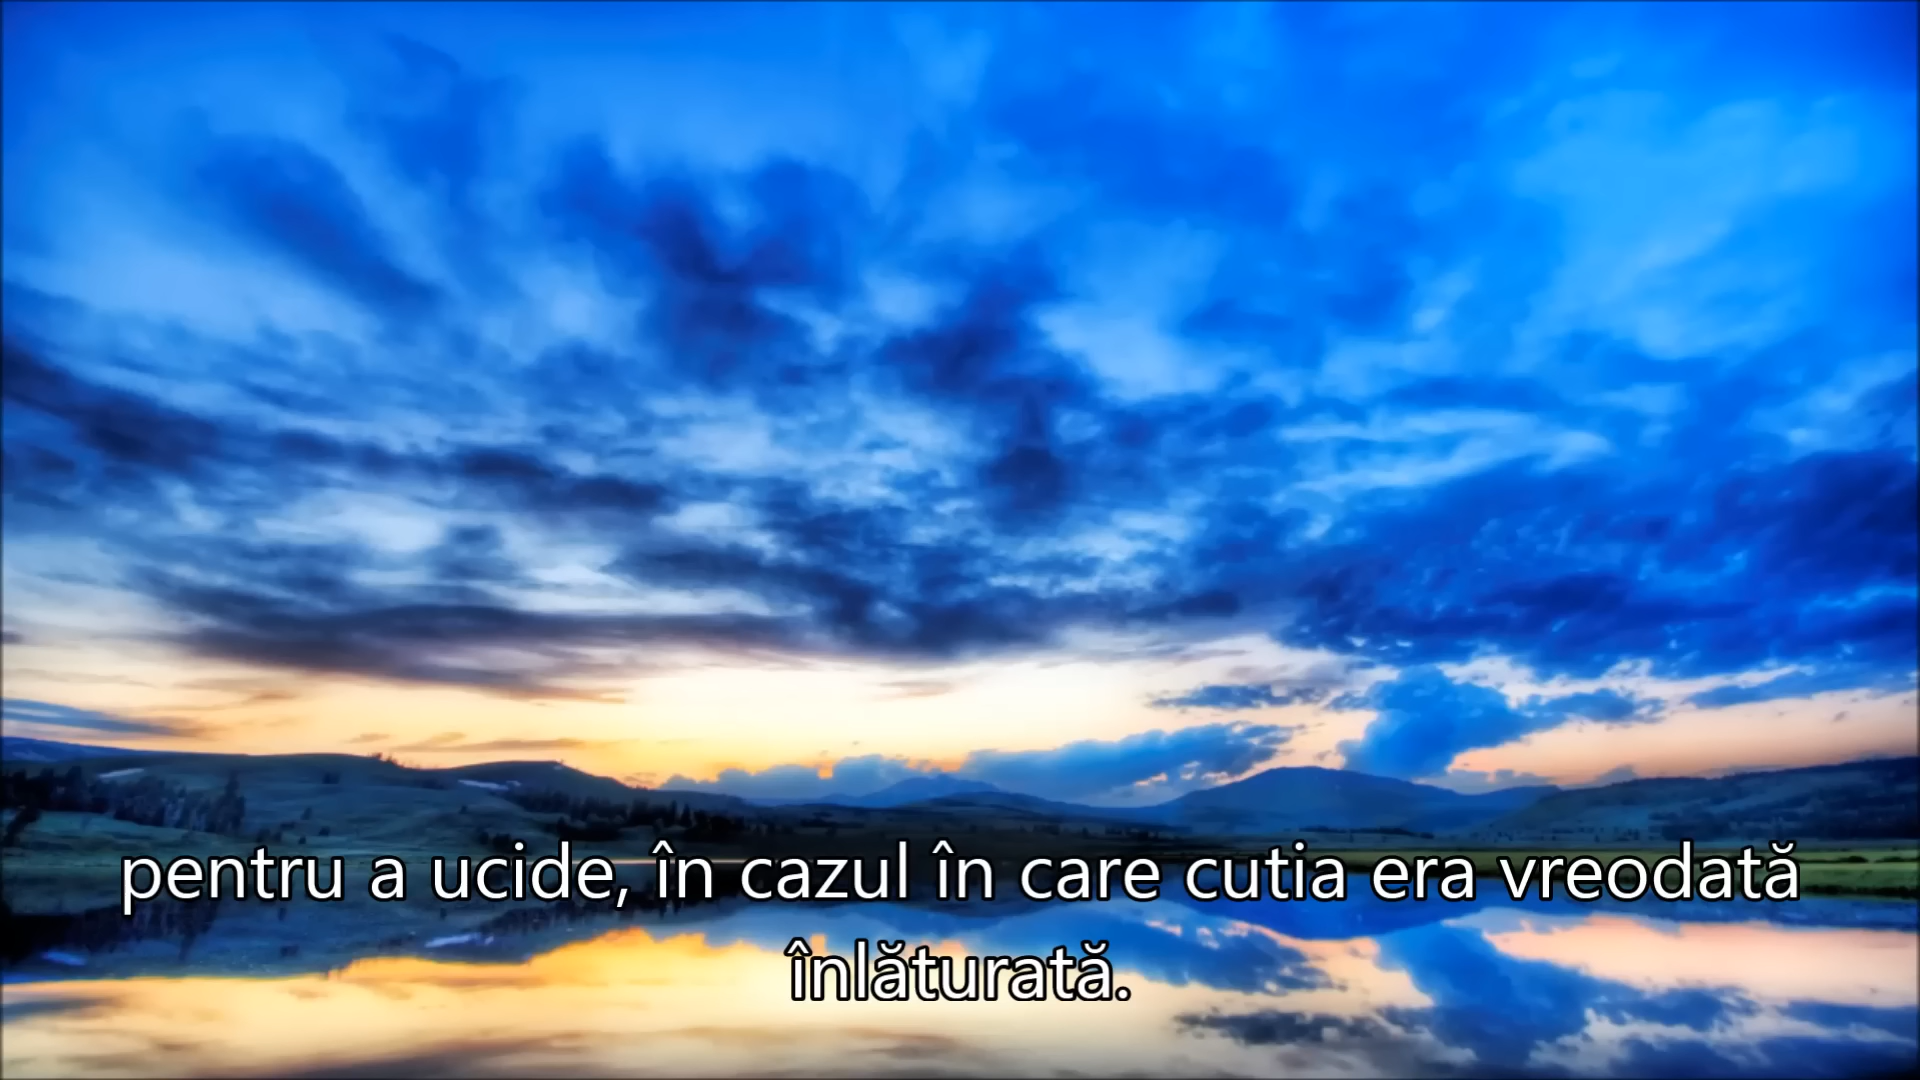 pentru a ucide, în cazul în care cutia era vreodată
înlăturată.